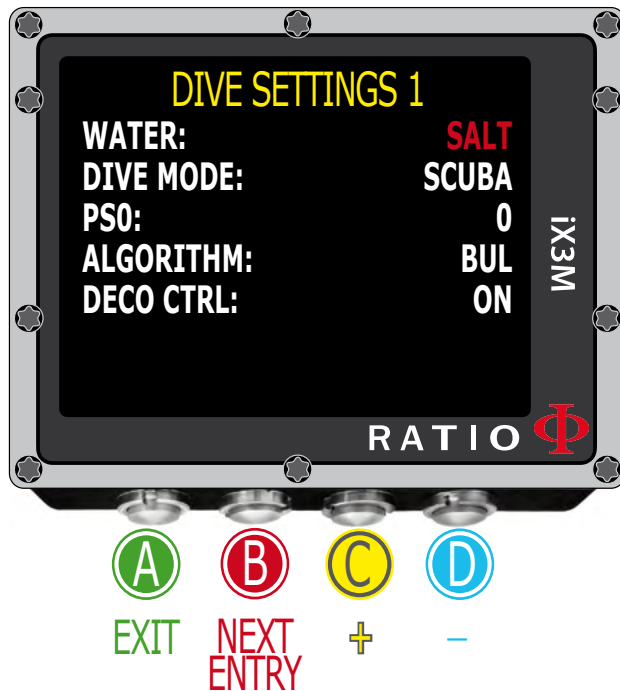 DIVE SETTINGS 1
WATER: SALT
DIVE MODE: SCUBA
PS0: 0
ALGORITHM: BUL
DECO CTRL: ON
iX3M
RATIO Φ
A B C D
EXIT NEXT ENTRY + -